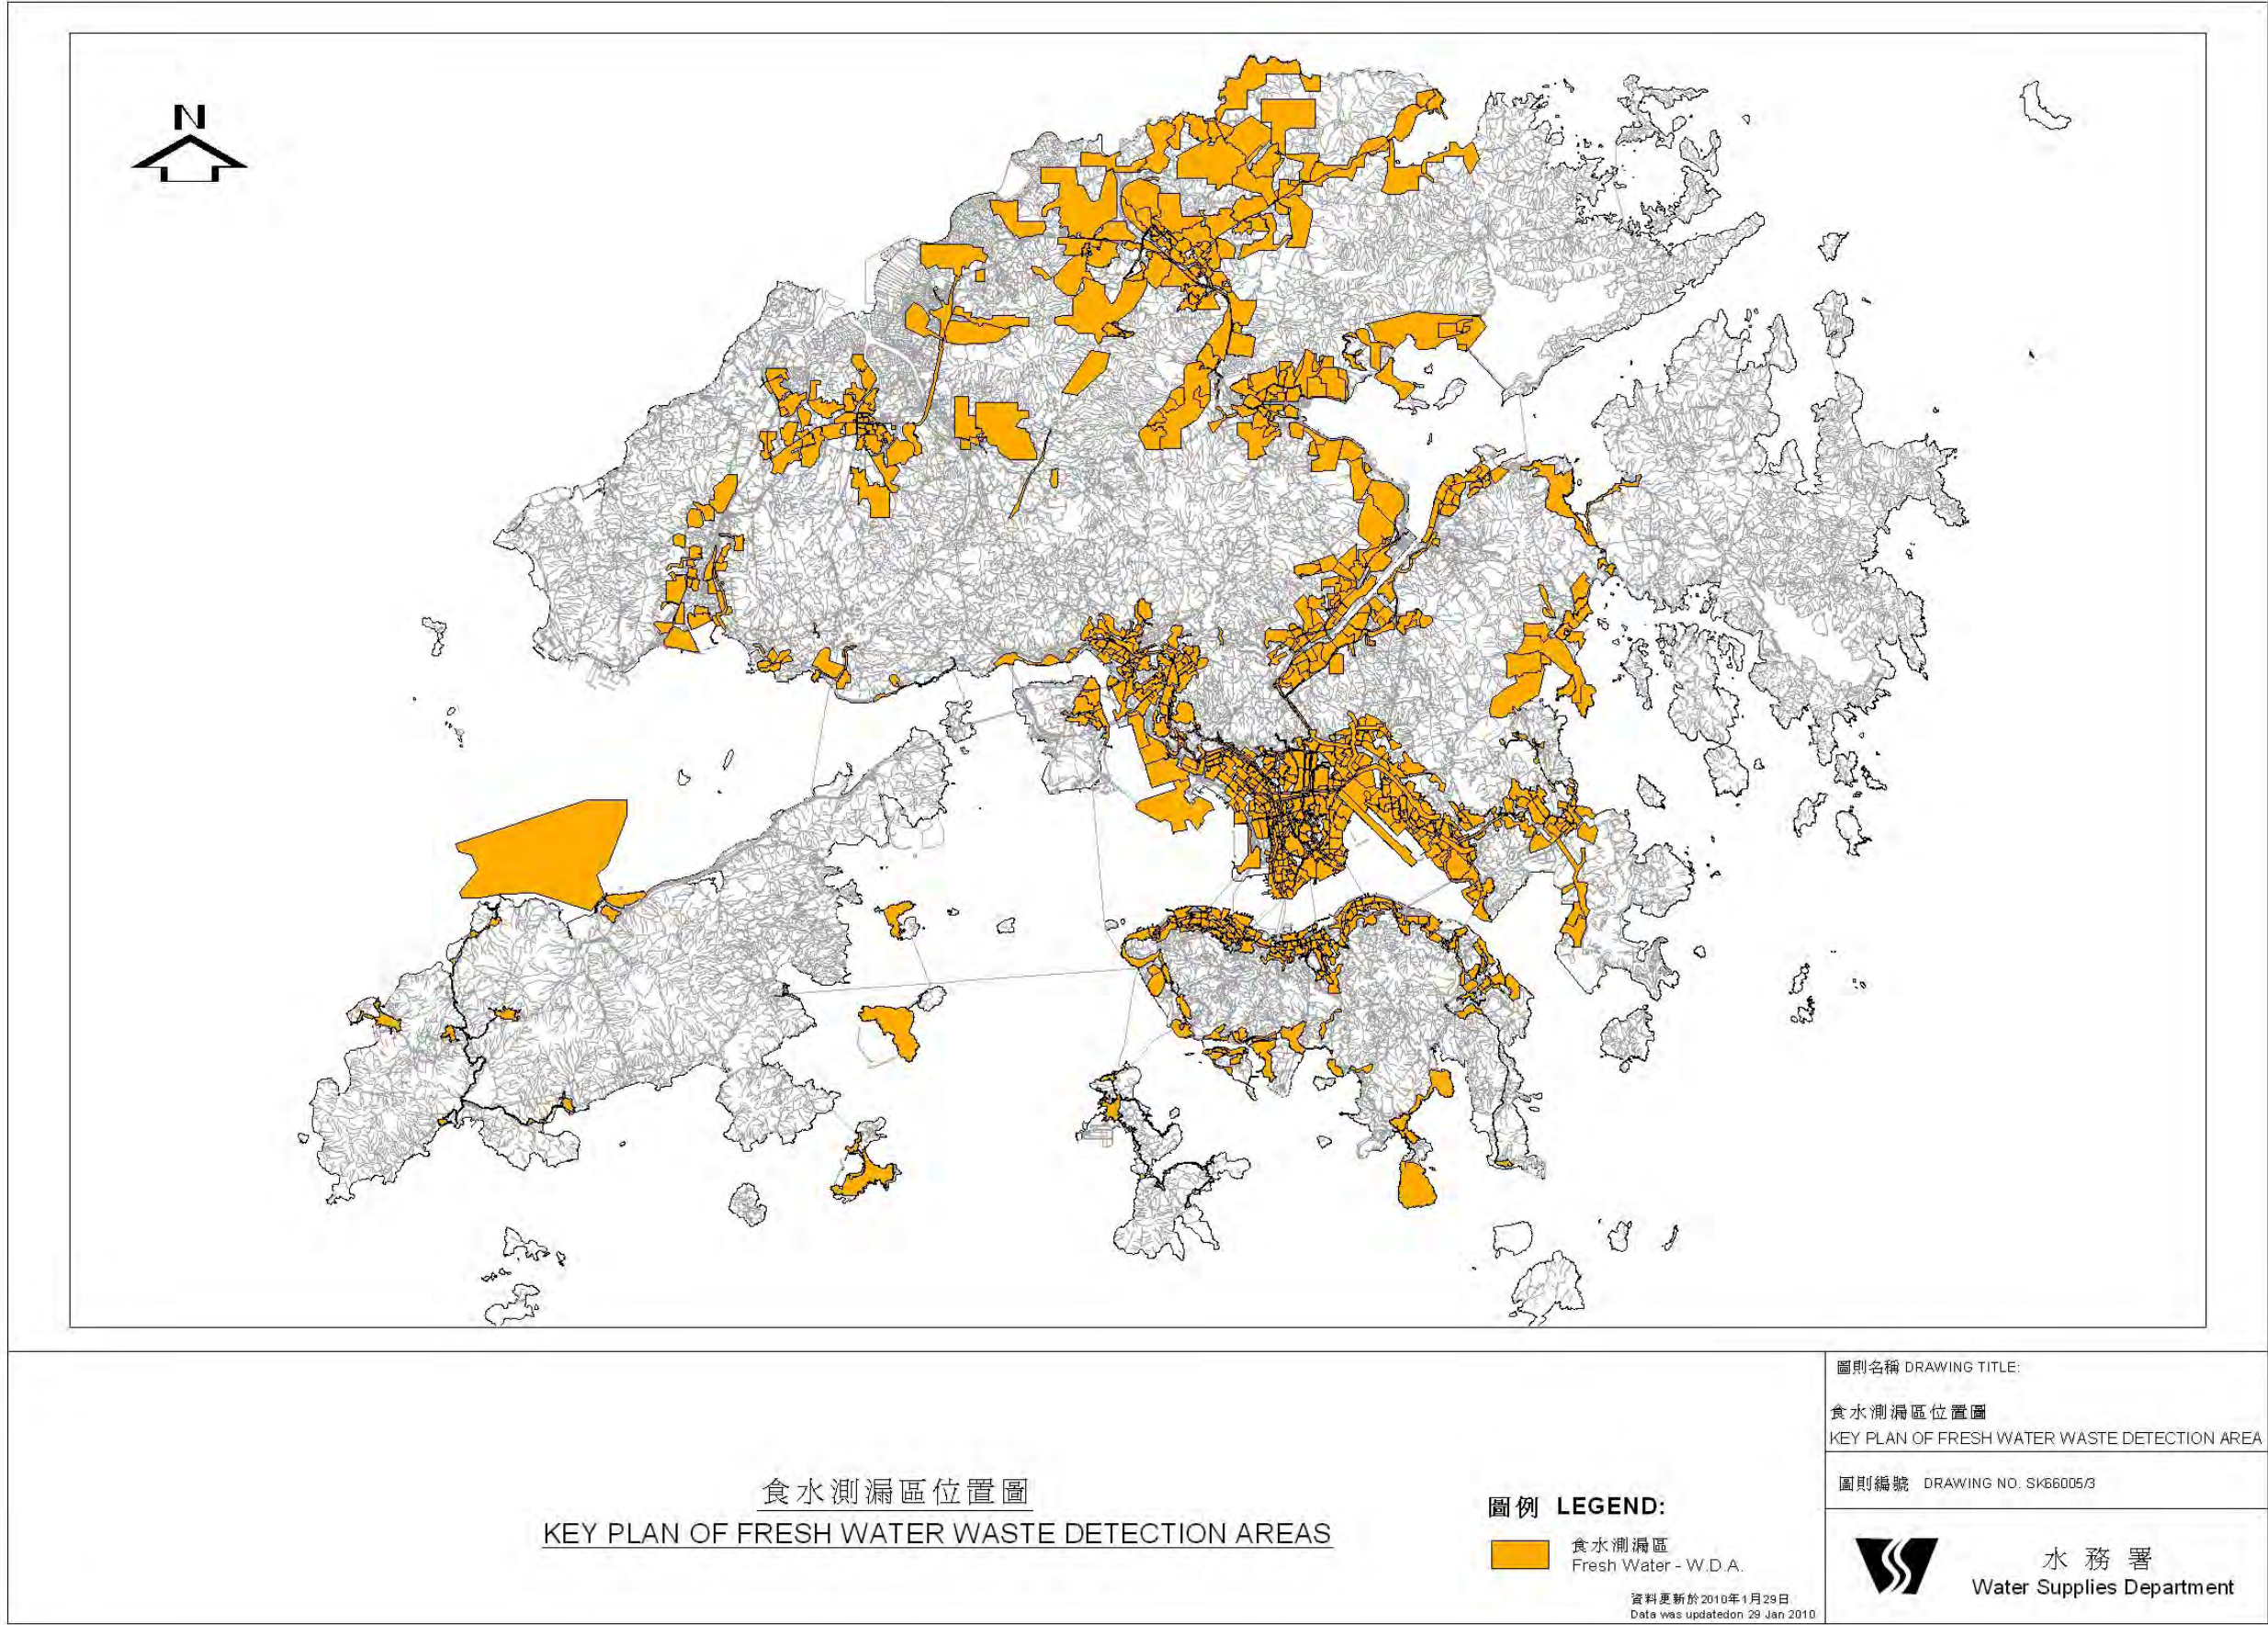 N
食水測漏區位置圖
KEY PLAN OF FRESH WATER WASTE DETECTION AREAS
圖例 LEGEND:
食水測漏區
Fresh Water - W.D.A.
資料更新於2010年1月29日
Data was updatedon 29 Jan 2010
圖則名稱 DRAWING TITLE:
食水測漏區位置圖
KEY PLAN OF FRESH WATER WASTE DETECTION AREA
圖則編號 DRAWING NO. SK66005/3
水務署
Water Supplies Department